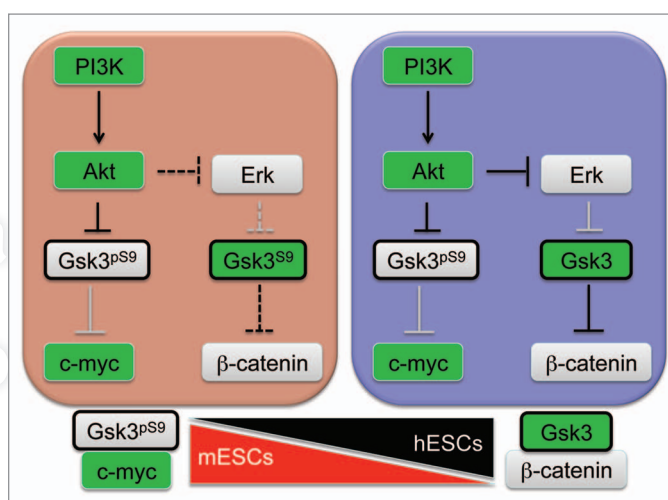 PI3K
Akt
Erk
Gsk3pS9
Gsk3S9
c-myc
β-catenin
PI3K
Akt
Erk
Gsk3pS9
Gsk3
c-myc
β-catenin
Gsk3pS9
c-myc
mESCs
hESCs
Gsk3
β-catenin